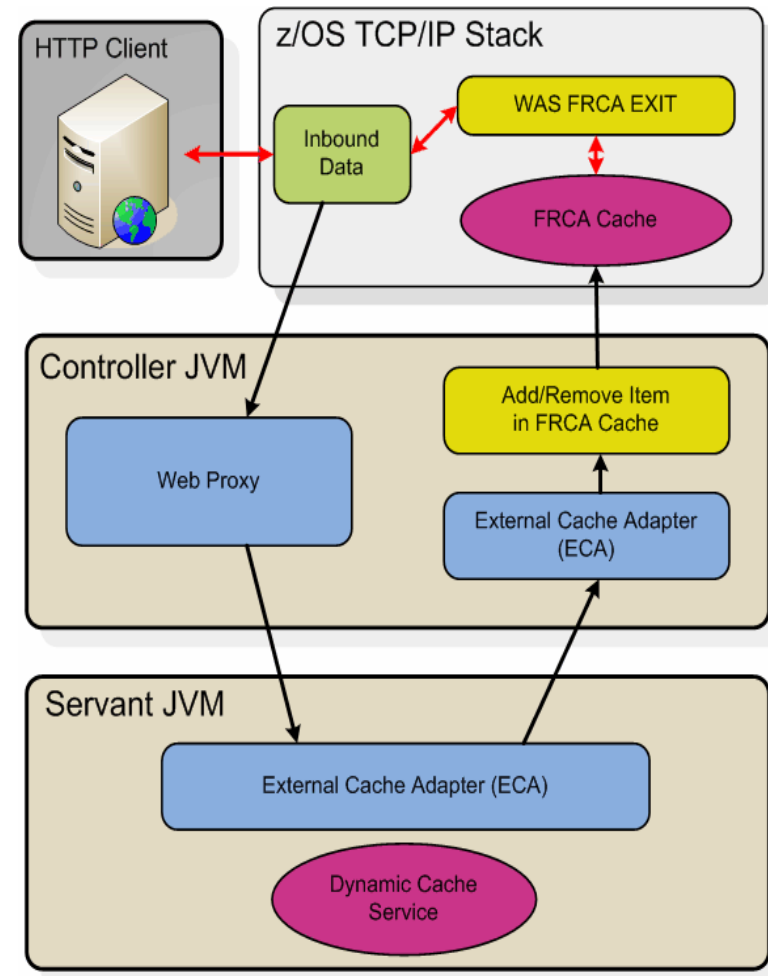 HTTP Client
z/OS TCP/IP Stack
Inbound
Data
WAS FRCA EXIT
FRCA Cache
Controller JVM
Web Proxy
Add/Remove Item
in FRCA Cache
External Cache Adapter
(ECA)
Servant JVM
External Cache Adapter (ECA)
Dynamic Cache
Service